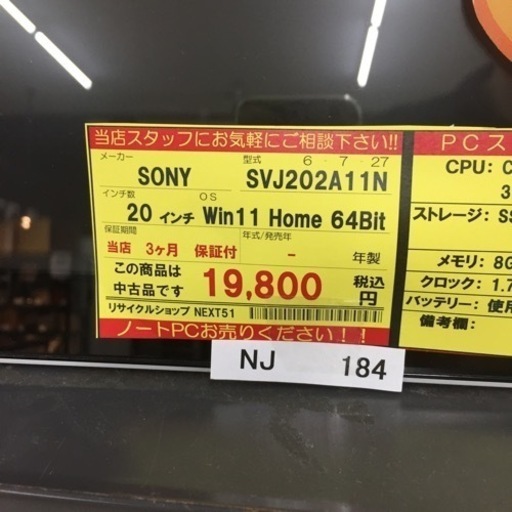 当店スタッフにお気軽にご相談下さい!!
メーカー
SONY
型式
6-7-27
SVJ202A11N
インチ数
20 インチ
OS
Win11 Home 64Bit
保証期間
当店 3ヶ月 保証付
年式/発売年
- 年製
この商品は
中古品です
19,800
税込
円
リサイクルショップ NEXT51
ノートPCお売りください!!
NJ 184
PCス
CPU: C
3
ストレージ: SS
メモリ: 8G
クロック: 1.7
バッテリー: 使用
備考欄: